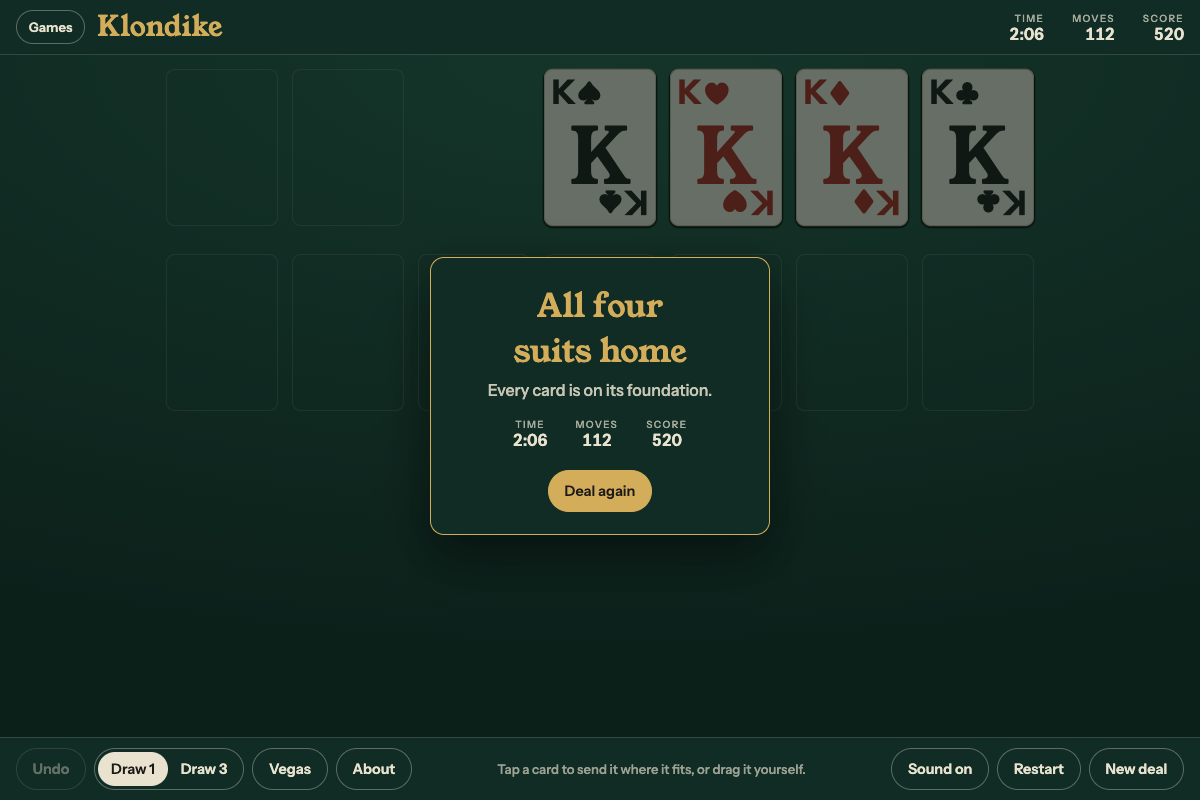 Games
Klondike
TIME MOVES SCORE
2:06 112 520
K K K K
K K K K
K K K K
All four
suits home
Every card is on its foundation.
TIME MOVES SCORE
2:06 112 520
Deal again
Undo Draw 1 Draw 3 Vegas About Tap a card to send it where it fits, or drag it yourself. Sound on Restart New deal